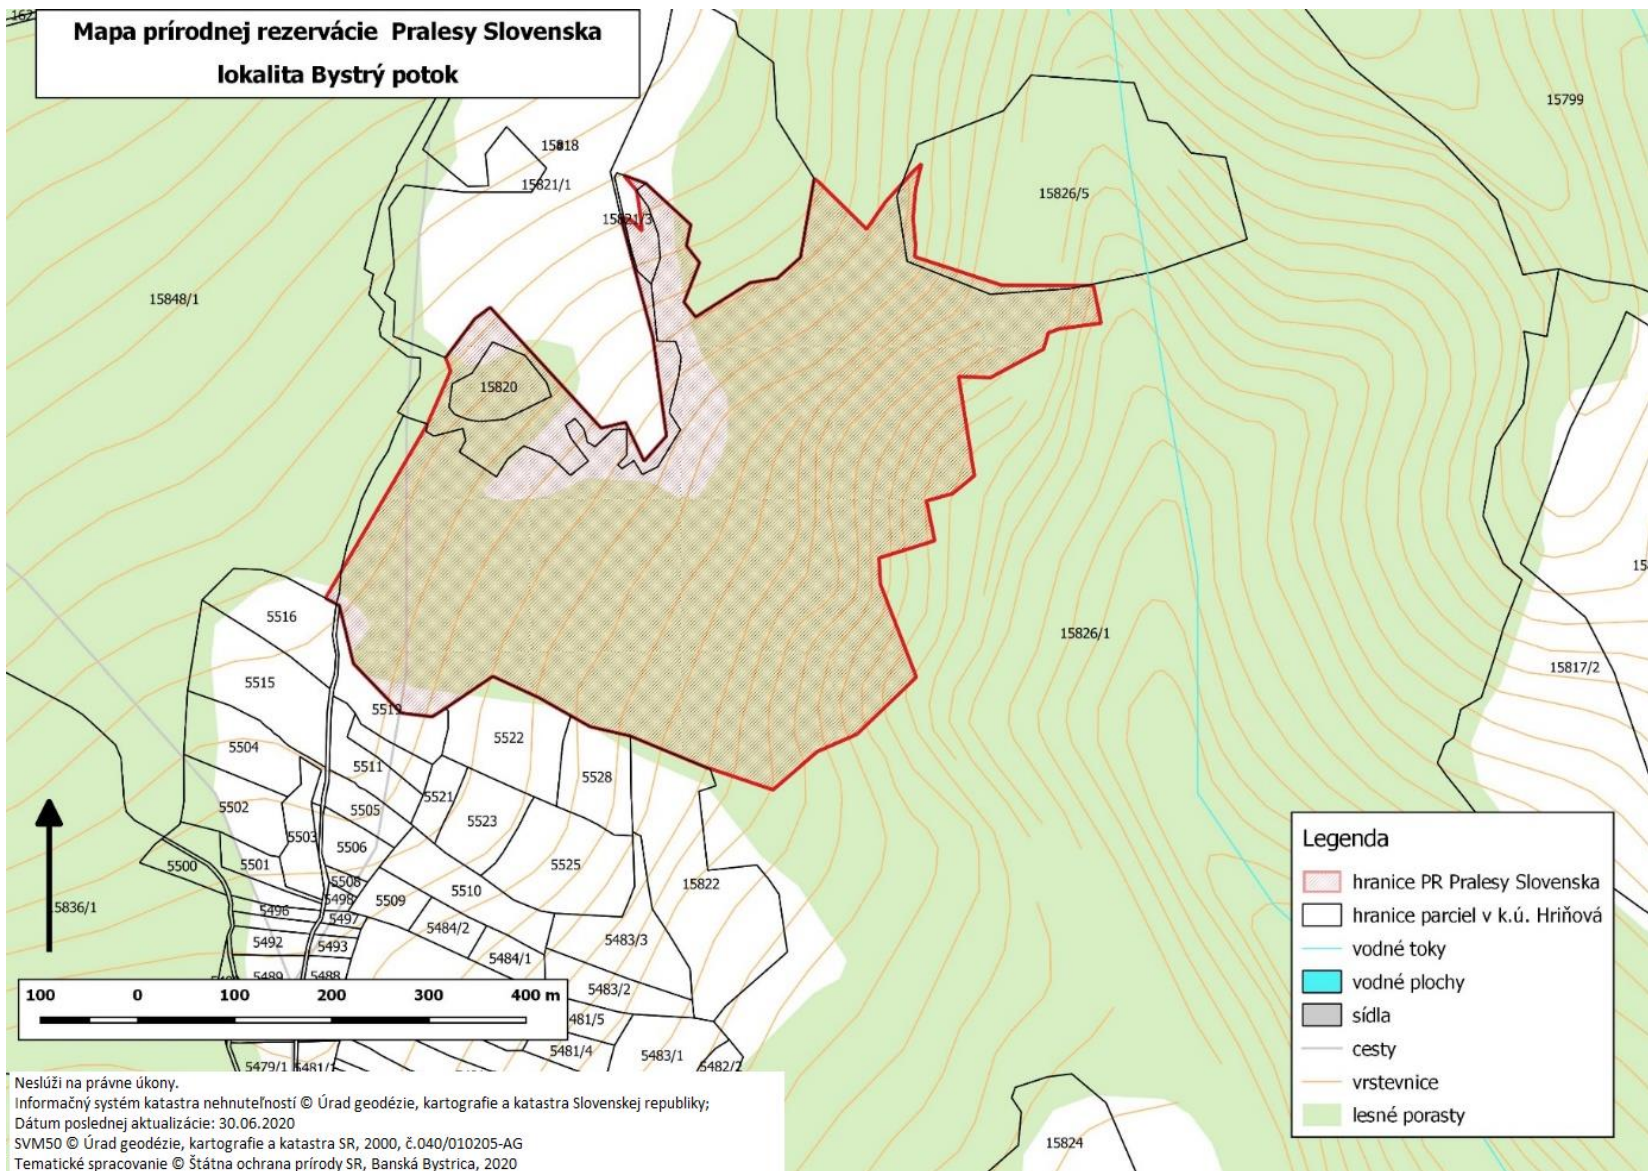 Mapa prírodnej rezervácie Pralesy Slovenska
lokalita Bystrý potok
15799
15818
15821/1
15826/5
15821/3
15848/1
15820
5516
15826/1
15817/2
5515
5519
5522
5504
5511
5528
5521
5502
5505
5523
5503
5506
5525
5500
5501
5508
5510
15822
5498
5509
5496
5497
5484/2
15836/1
5492
5493
5483/3
5484/1
5489
5488
5483/2
481/5
5481/4
5483/1
5482/2
5479/1
5481/1
15824
100 0 100 200 300 400 m
Legenda
hranice PR Pralesy Slovenska
hranice parciel v k.ú. Hriňová
vodné toky
vodné plochy
sídla
cesty
vrstevnice
lesné porasty
Neslúži na právne úkony.
Informačný systém katastra nehnuteľností © Úrad geodézie, kartografie a katastra Slovenskej republiky;
Dátum poslednej aktualizácie: 30.06.2020
SVM50 © Úrad geodézie, kartografie a katastra SR, 2000, č.040/010205-AG
Tematické spracovanie © Štátna ochrana prírody SR, Banská Bystrica, 2020